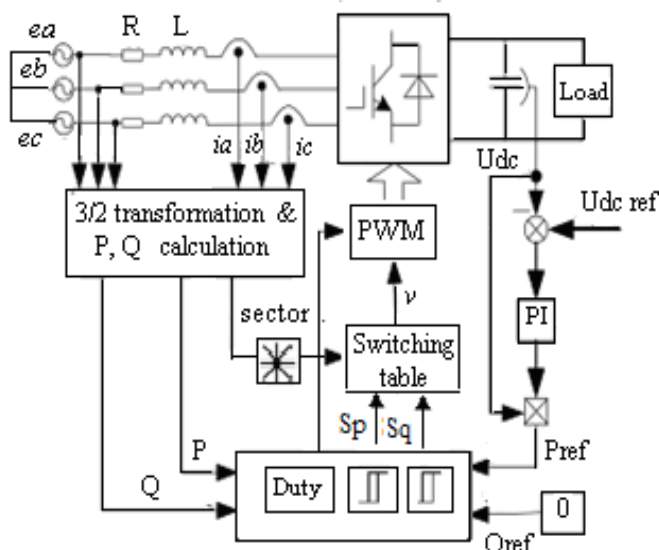 ea
R
L
eb
ec
ia
ib
ic
Load
Udc
Udc ref
3/2 transformation &
P, Q calculation
PWM
v
sector
PI
Switching
table
Sp
Sq
P
Pref
Q
Duty
0
Qref